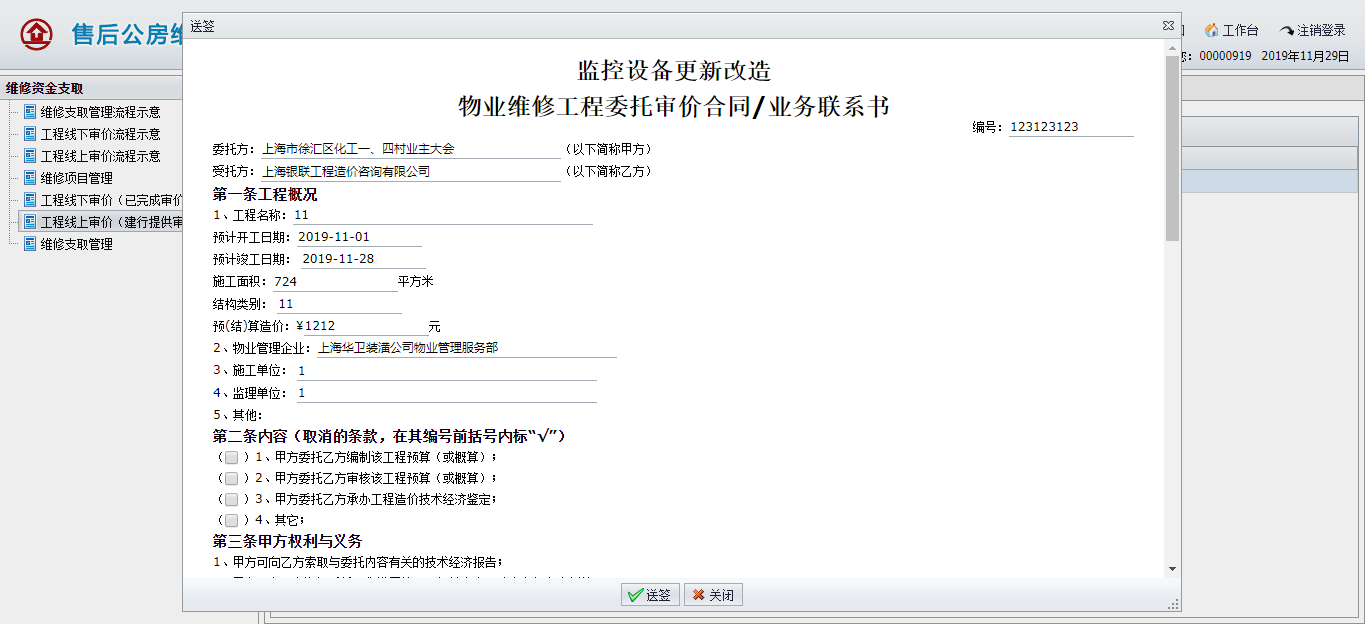 售后公房维
送签
工作台
注销登录
00000919 2019年11月29日
维修资金支取
维修支取管理流程示意
工程线下审价流程示意
工程线上审价流程示意
维修项目管理
工程线下审价（已完成审价
工程线上审价（建行提供审
维修支取管理
监控设备更新改造
物业维修工程委托审价合同/业务联系书
编号：123123123
委托方：上海市徐汇区化工一、四村业主大会（以下简称甲方）
受托方：上海银联工程造价咨询有限公司（以下简称乙方）
第一条工程概况
1、工程名称：11
预计开工日期：2019-11-01
预计竣工日期：2019-11-28
施工面积：724平方米
结构类别：11
预(结)算造价：¥1212元
2、物业管理企业：上海华卫装潢公司物业管理服务部
3、施工单位：1
4、监理单位：1
5、其他：
第二条内容（取消的条款，在其编号前括号内标“√”）
（ ）1、甲方委托乙方编制该工程预算（或概算）；
（ ）2、甲方委托乙方审核该工程预算（或概算）；
（ ）3、甲方委托乙方承办工程造价技术经济鉴定；
（ ）4、其它；
第三条甲方权利与义务
1、甲方可向乙方索取与委托内容有关的技术经济报告；
送签
关闭